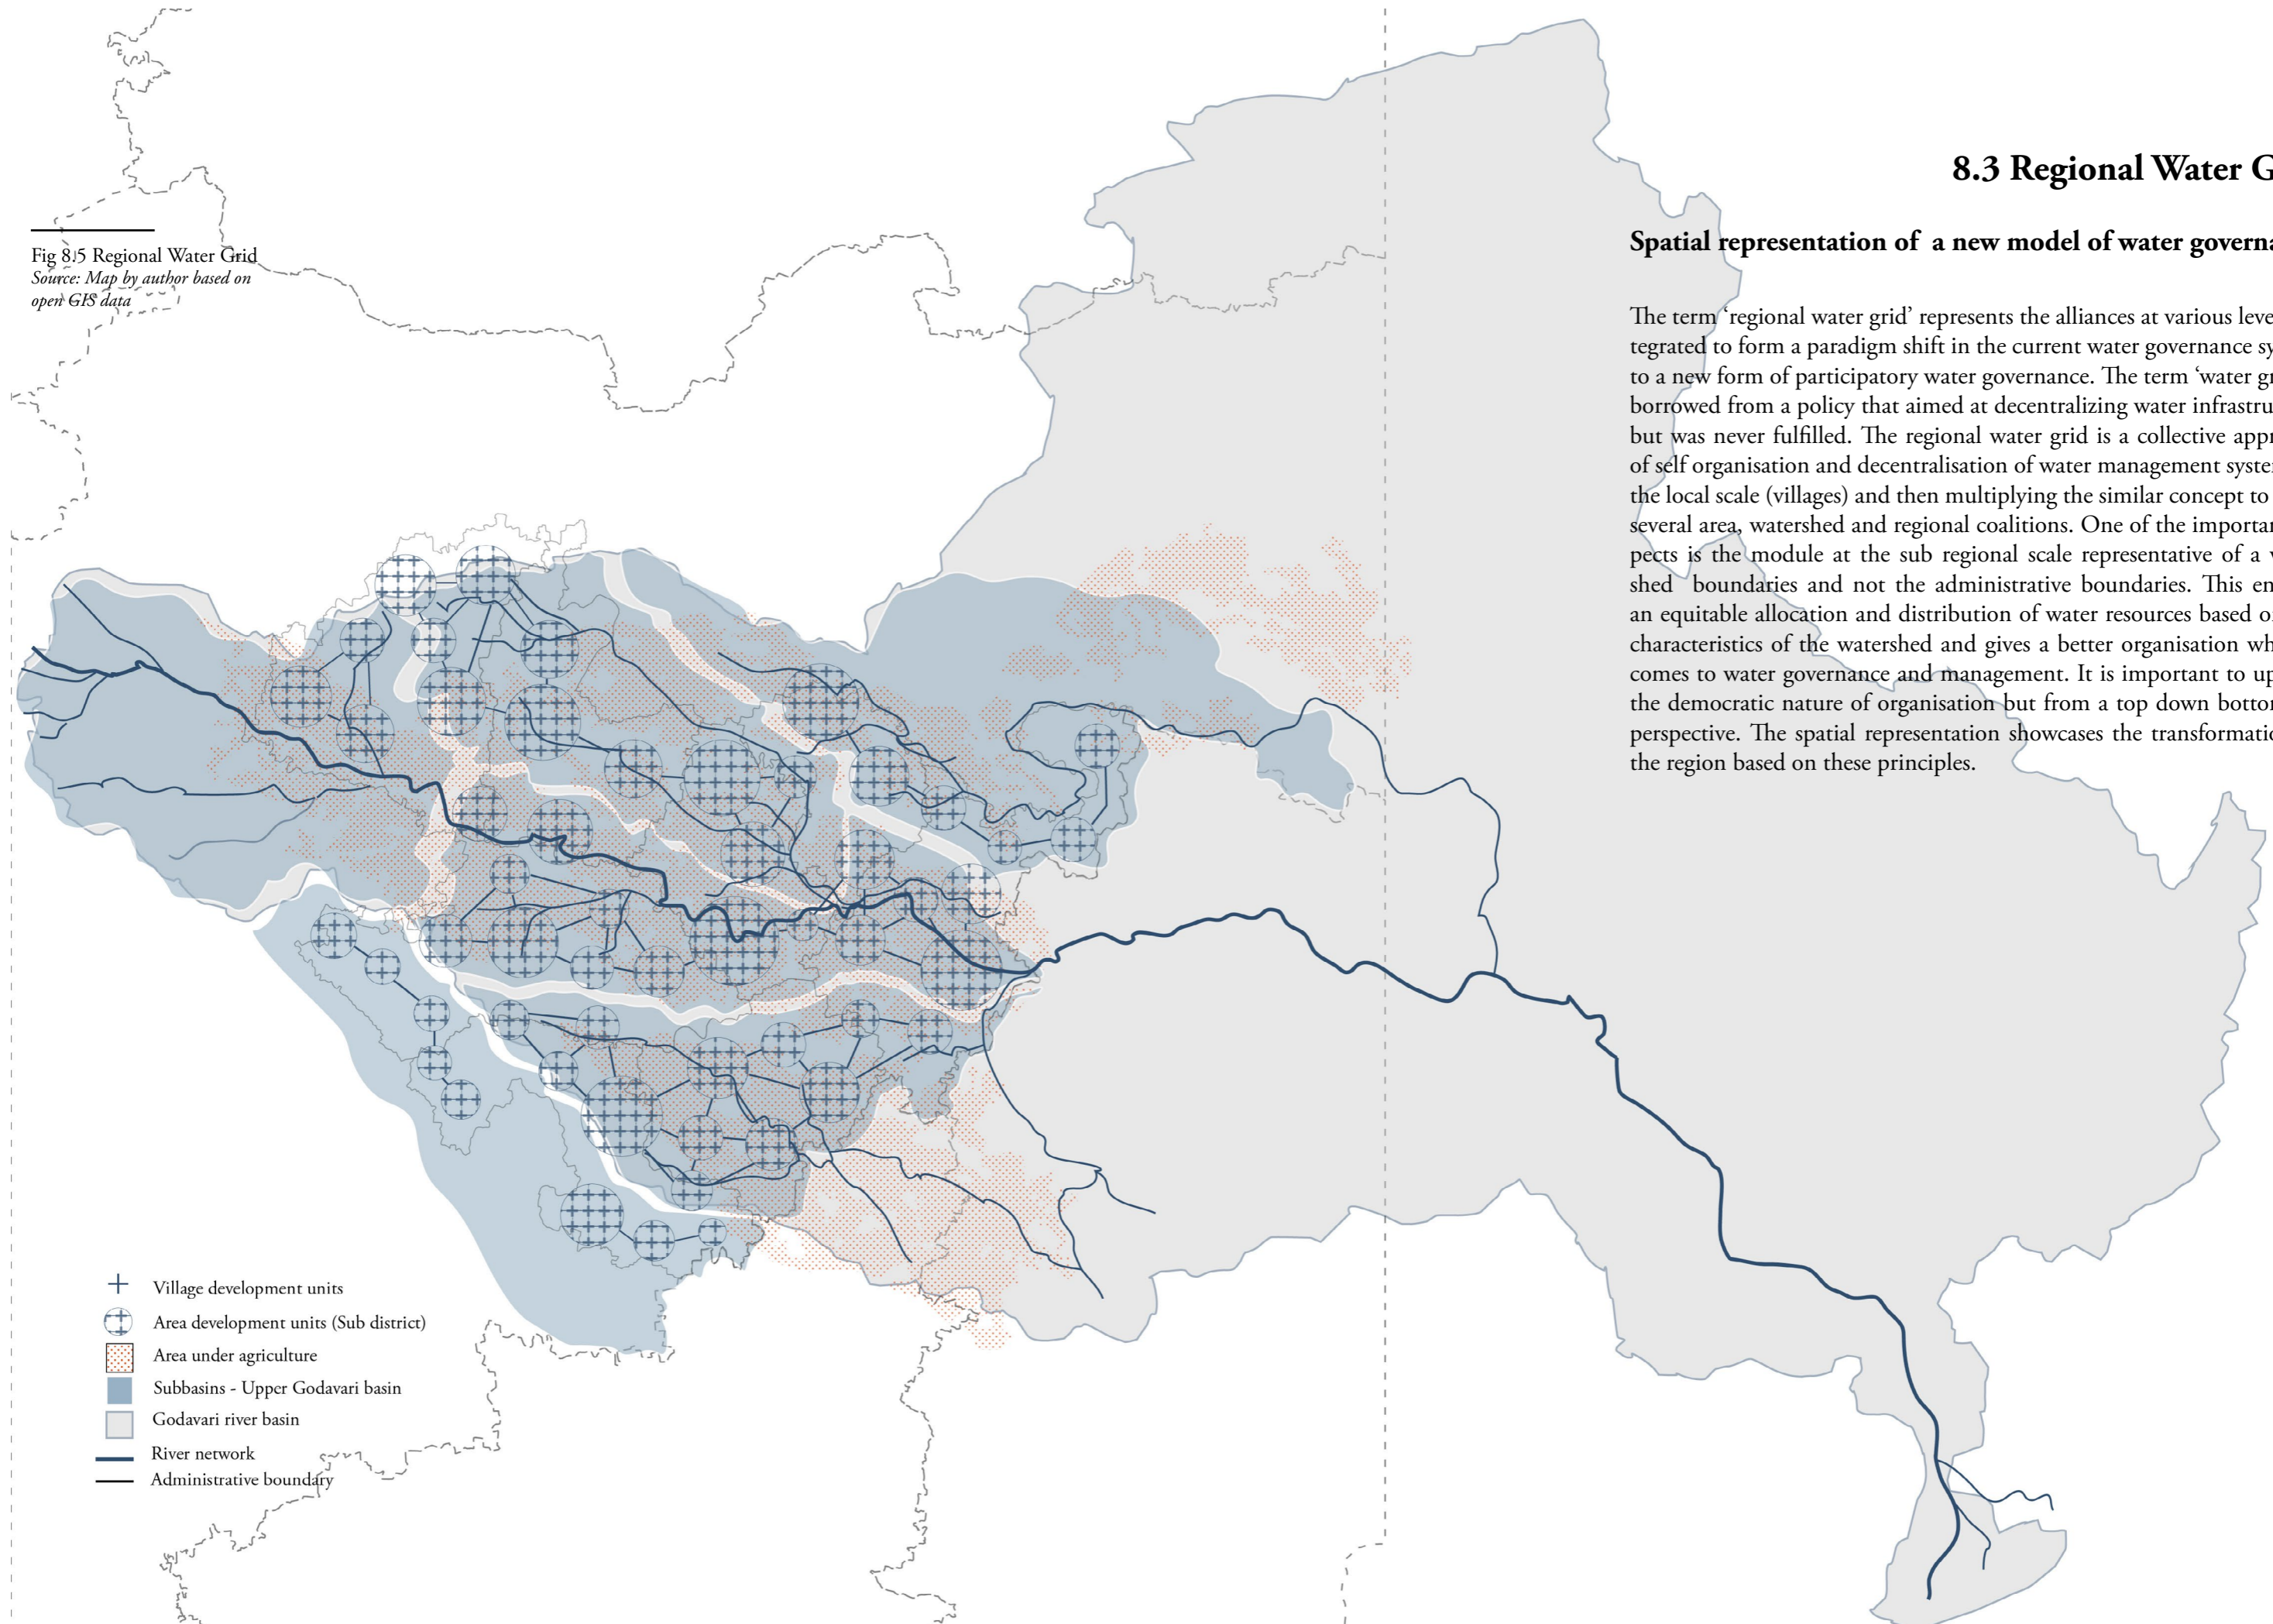 Fig 8.5 Regional Water Grid
Source: Map by author based on
open GIS data
8.3 Regional Water G
Spatial representation of a new model of water governa
The term ‘regional water grid’ represents the alliances at various leve
tegrated to form a paradigm shift in the current water governance sy
to a new form of participatory water governance. The term ‘water gr
borrowed from a policy that aimed at decentralizing water infrastru
but was never fulfilled. The regional water grid is a collective appr
of self organisation and decentralisation of water management syste
the local scale (villages) and then multiplying the similar concept to
several area, watershed and regional coalitions. One of the importan
pects is the module at the sub regional scale representative of a
shed boundaries and not the administrative boundaries. This en
an equitable allocation and distribution of water resources based o
characteristics of the watershed and gives a better organisation wh
comes to water governance and management. It is important to up
the democratic nature of organisation but from a top down bottor
perspective. The spatial representation showcases the transformatio
the region based on these principles.
Village development units
Area development units (Sub district)
Area under agriculture
Subbasins - Upper Godavari basin
Godavari river basin
River network
Administrative boundary